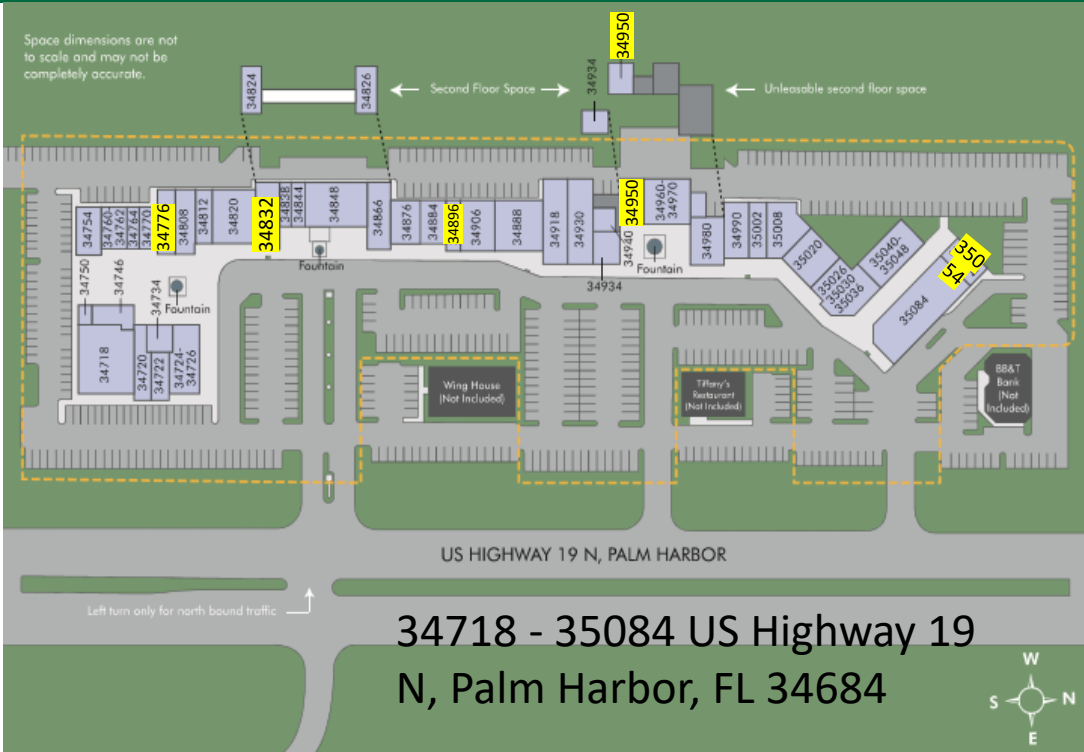 Space dimensions are not
to scale and may not be
completely accurate.
34824
34826
Second Floor Space
34934
34950
Unleasable second floor space
34754
34760-
34762
34764
34770
34776
34808
34812
34820
34832
34838
34844
34848
34866
34876
34884
34896
34906
34888
34918
34930
34934
34940
34950
34960-
34970
34980
34990
35002
35008
35020
35026
35030
35036
35040-
35048
350
54
35084
Fountain
Fountain
Fountain
34750
34746
34734
34718
34720
34722
34724-
34726
Wing House
(Not Included)
Tiffany's
Restaurant
(Not Included)
BB&T
Bank
(Not
Included)
US HIGHWAY 19 N, PALM HARBOR
Left turn only for north bound traffic
34718 - 35084 US Highway 19
N, Palm Harbor, FL 34684
W
S
N
E